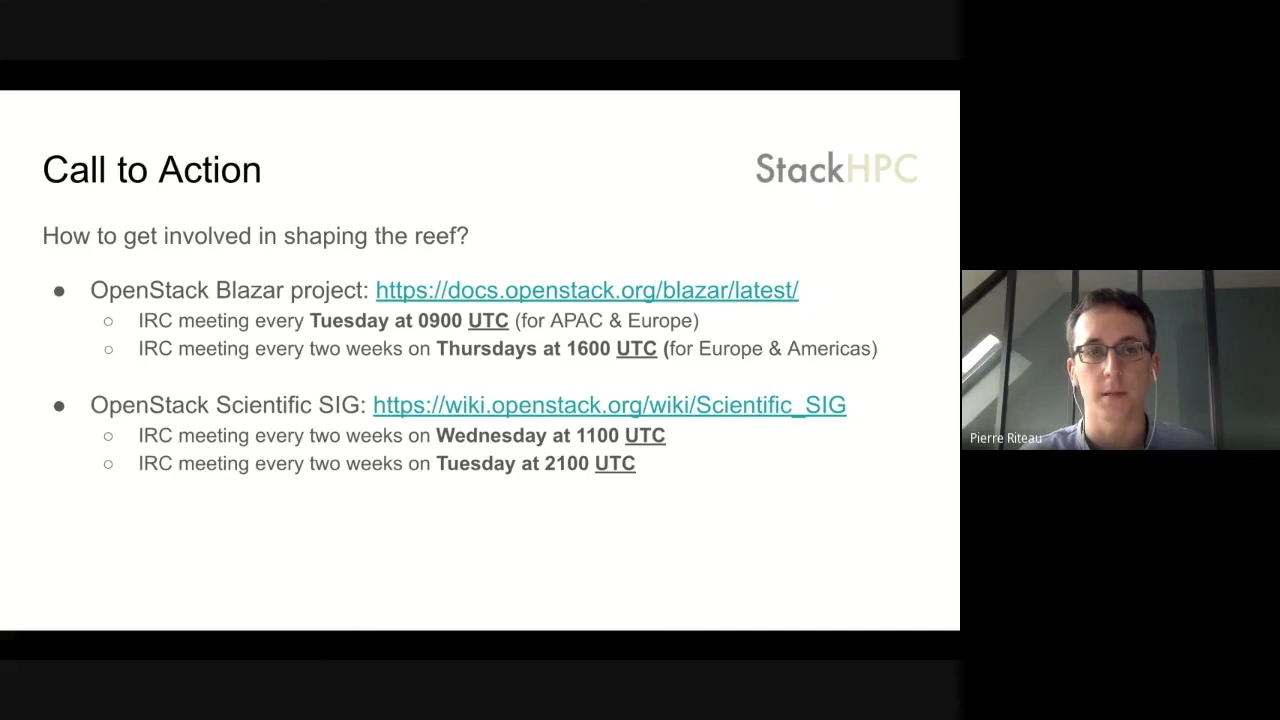 Call to Action
StackHPC
How to get involved in shaping the reef?
● OpenStack Blazar project: https://docs.openstack.org/blazar/latest/
○ IRC meeting every Tuesday at 0900 UTC (for APAC & Europe)
○ IRC meeting every two weeks on Thursdays at 1600 UTC (for Europe & Americas)
● OpenStack Scientific SIG: https://wiki.openstack.org/wiki/Scientific_SIG
○ IRC meeting every two weeks on Wednesday at 1100 UTC
○ IRC meeting every two weeks on Tuesday at 2100 UTC
Pierre Riteau